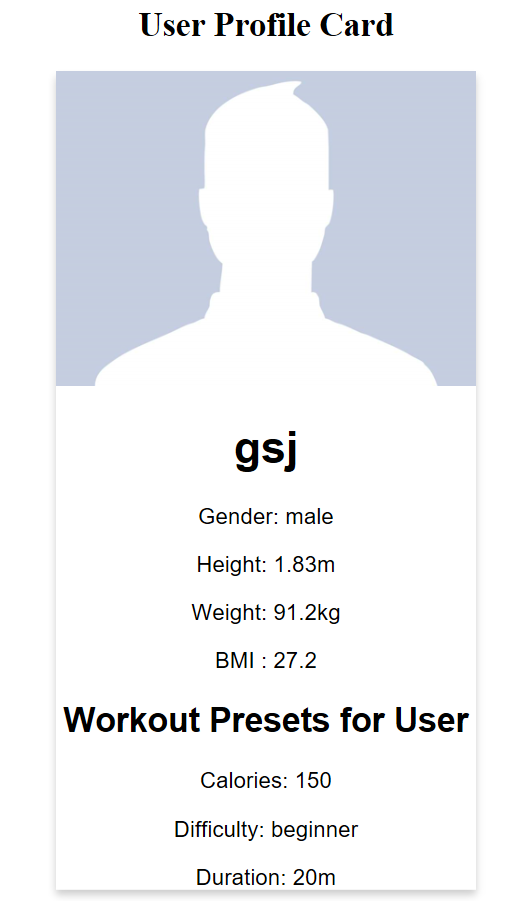 User Profile Card
gsj
Gender: male
Height: 1.83m
Weight: 91.2kg
BMI : 27.2
Workout Presets for User
Calories: 150
Difficulty: beginner
Duration: 20m